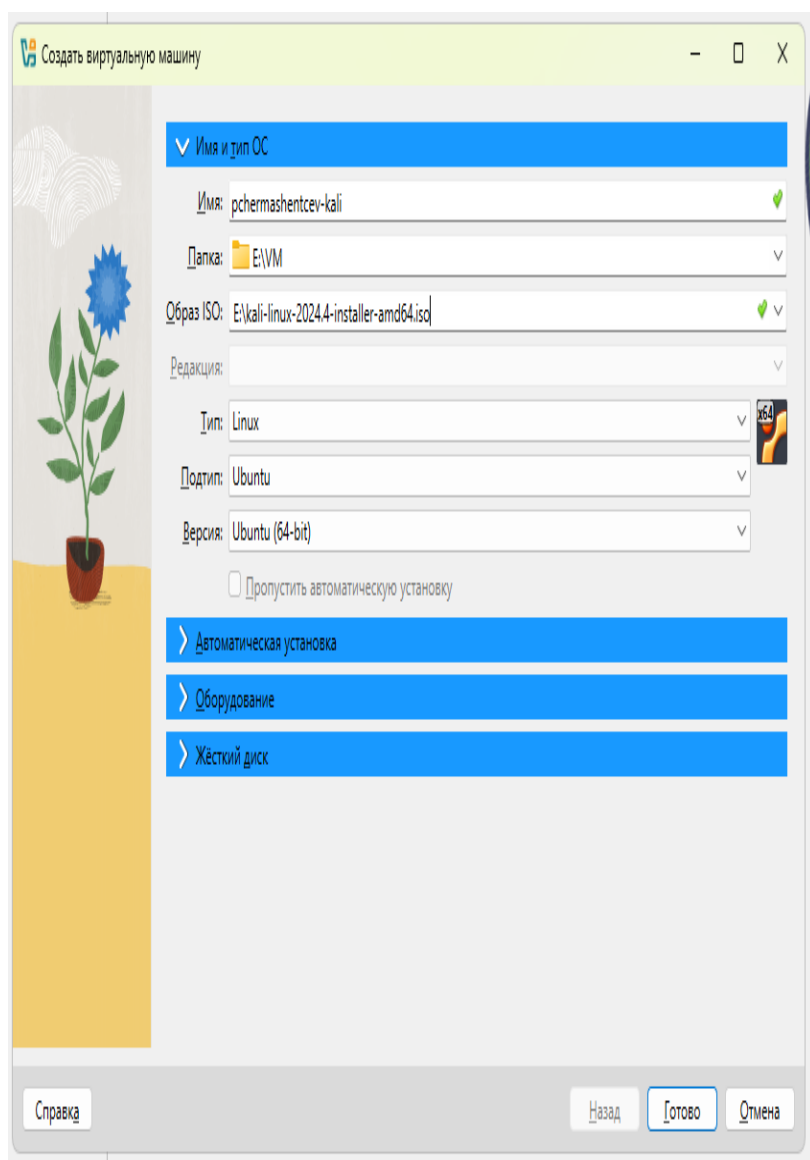 Создать виртуальную машину
Имя и тип ОС
Имя: pchermashentcev-kali
Папка: E:\VM
Образ ISO: E:\kali-linux-2024.4-installer-amd64.iso
Редакция:
Тип: Linux
x64
Подтип: Ubuntu
Версия: Ubuntu (64-bit)
Пропустить автоматическую установку
Автоматическая установка
Оборудование
Жёсткий диск
Справка Назад Готово Отмена